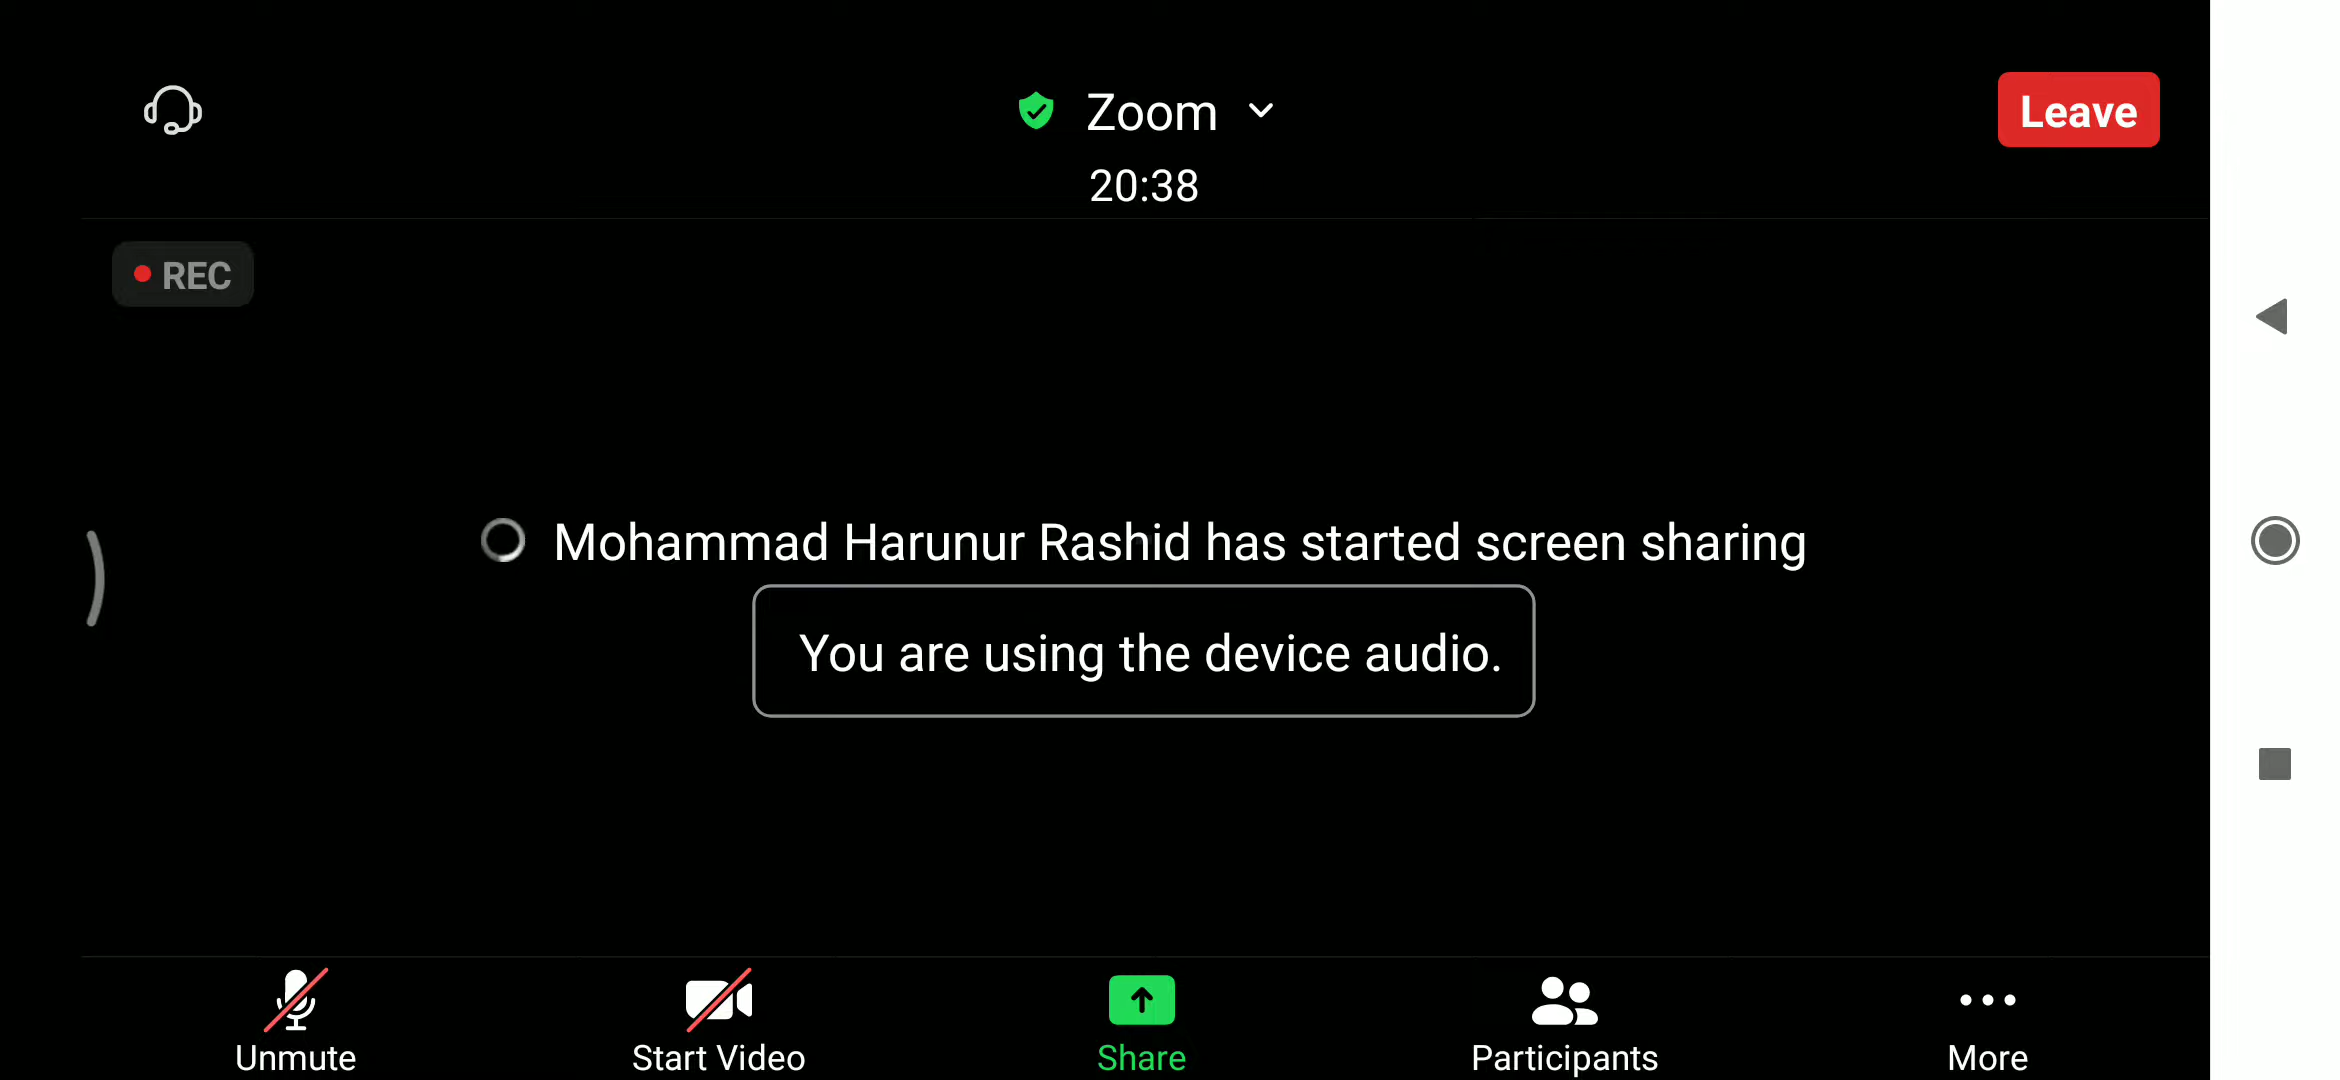 Zoom
Leave
20:38
REC
Mohammad Harunur Rashid has started screen sharing
You are using the device audio.
Unmute
Start Video
Share
Participants
More